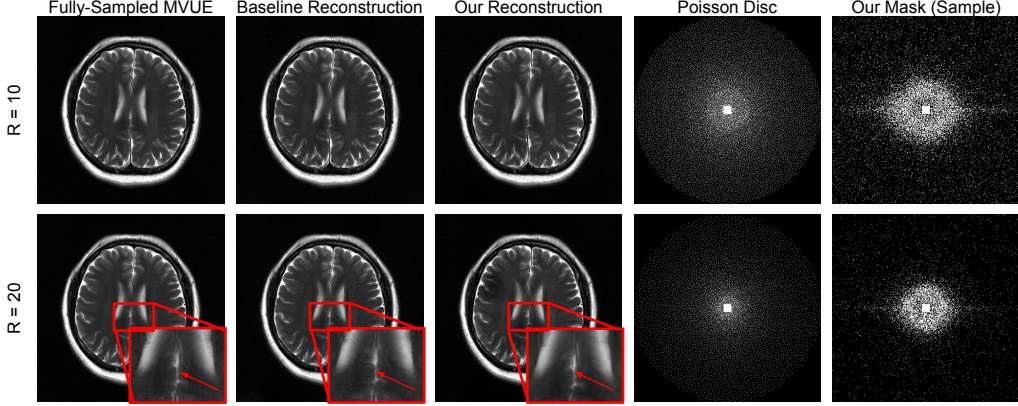 Fully-Sampled MVUE Baseline Reconstruction Our Reconstruction Poisson Disc Our Mask (Sample)
R = 10
R = 20